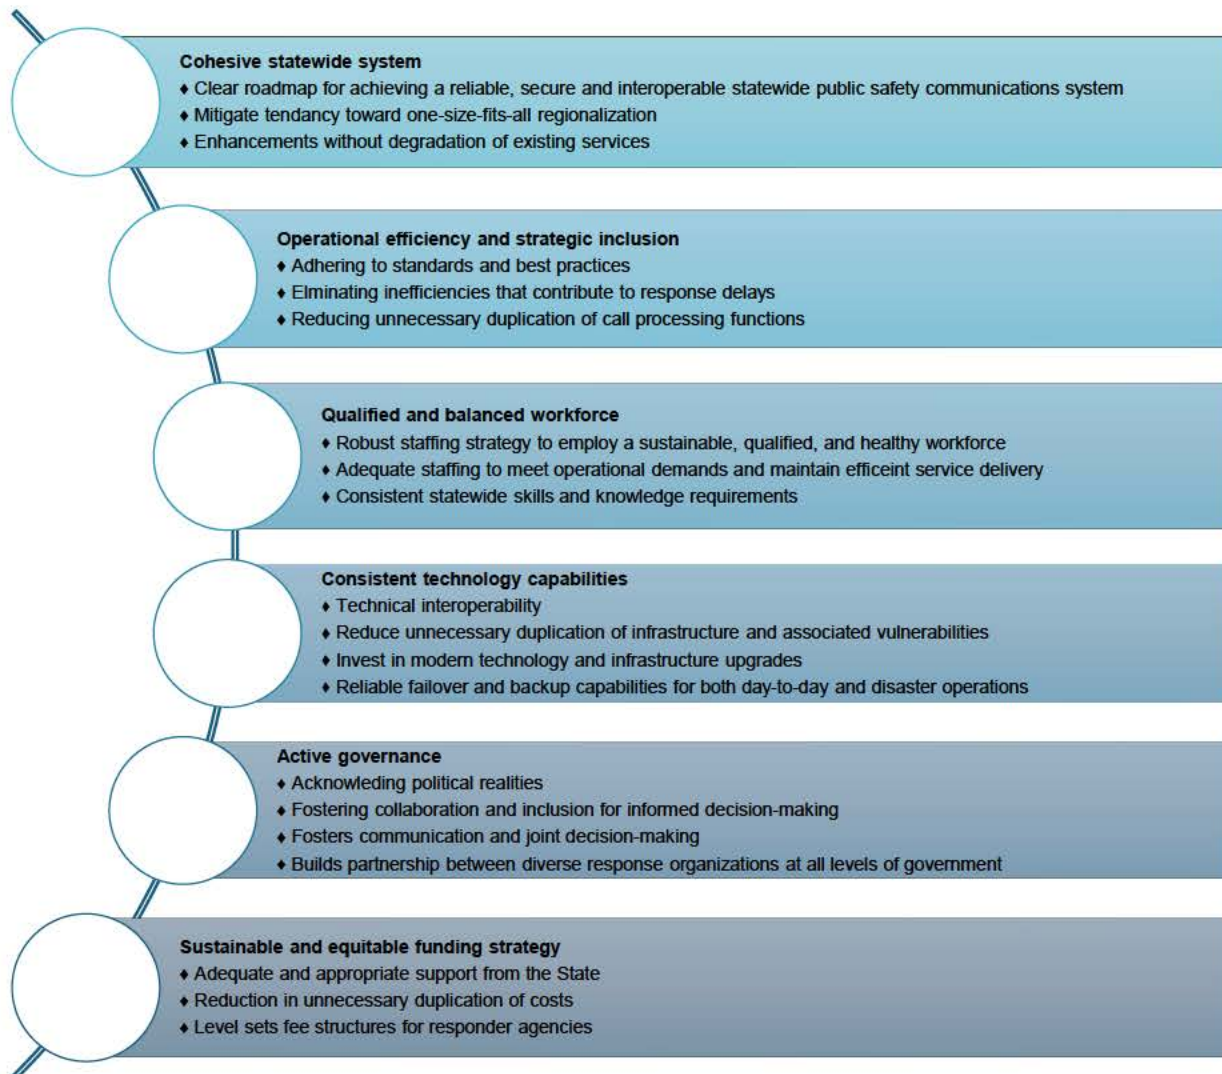 Cohesive statewide system
♦ Clear roadmap for achieving a reliable, secure and interoperable statewide public safety communications system
♦ Mitigate tendency toward one-size-fits-all regionalization
♦ Enhancements without degradation of existing services
Operational efficiency and strategic inclusion
♦ Adhering to standards and best practices
♦ Elminating inefficiencies that contribute to response delays
♦ Reducing unnecessary duplication of call processing functions
Qualified and balanced workforce
♦ Robust staffing strategy to employ a sustainable, qualified, and healthy workforce
♦ Adequate staffing to meet operational demands and maintain efficeint service delivery
♦ Consistent statewide skills and knowledge requirements
Consistent technology capabilities
♦ Technical interoperability
♦ Reduce unnecessary duplication of infrastructure and associated vulnerabilities
♦ Invest in modern technology and infrastructure upgrades
♦ Reliable failover and backup capabilities for both day-to-day and disaster operations
Active governance
♦ Acknowleding political realities
♦ Fostering collaboration and inclusion for informed decision-making
♦ Fosters communication and joint decision-making
♦ Builds partnership between diverse response organizations at all levels of government
Sustainable and equitable funding strategy
♦ Adequate and appropriate support from the State
♦ Reduction in unnecessary duplication of costs
♦ Level sets fee structures for responder agencies